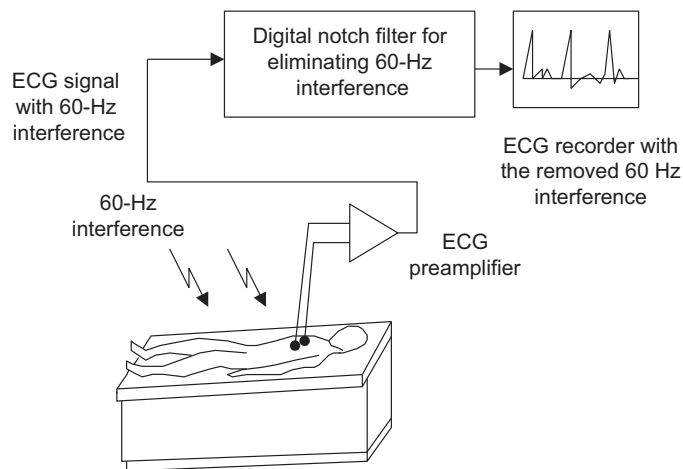 Digital notch filter for
eliminating 60-Hz
interference
ECG signal
with 60-Hz
interference
ECG recorder with
the removed 60 Hz
interference
60-Hz
interference
ECG
preamplifier